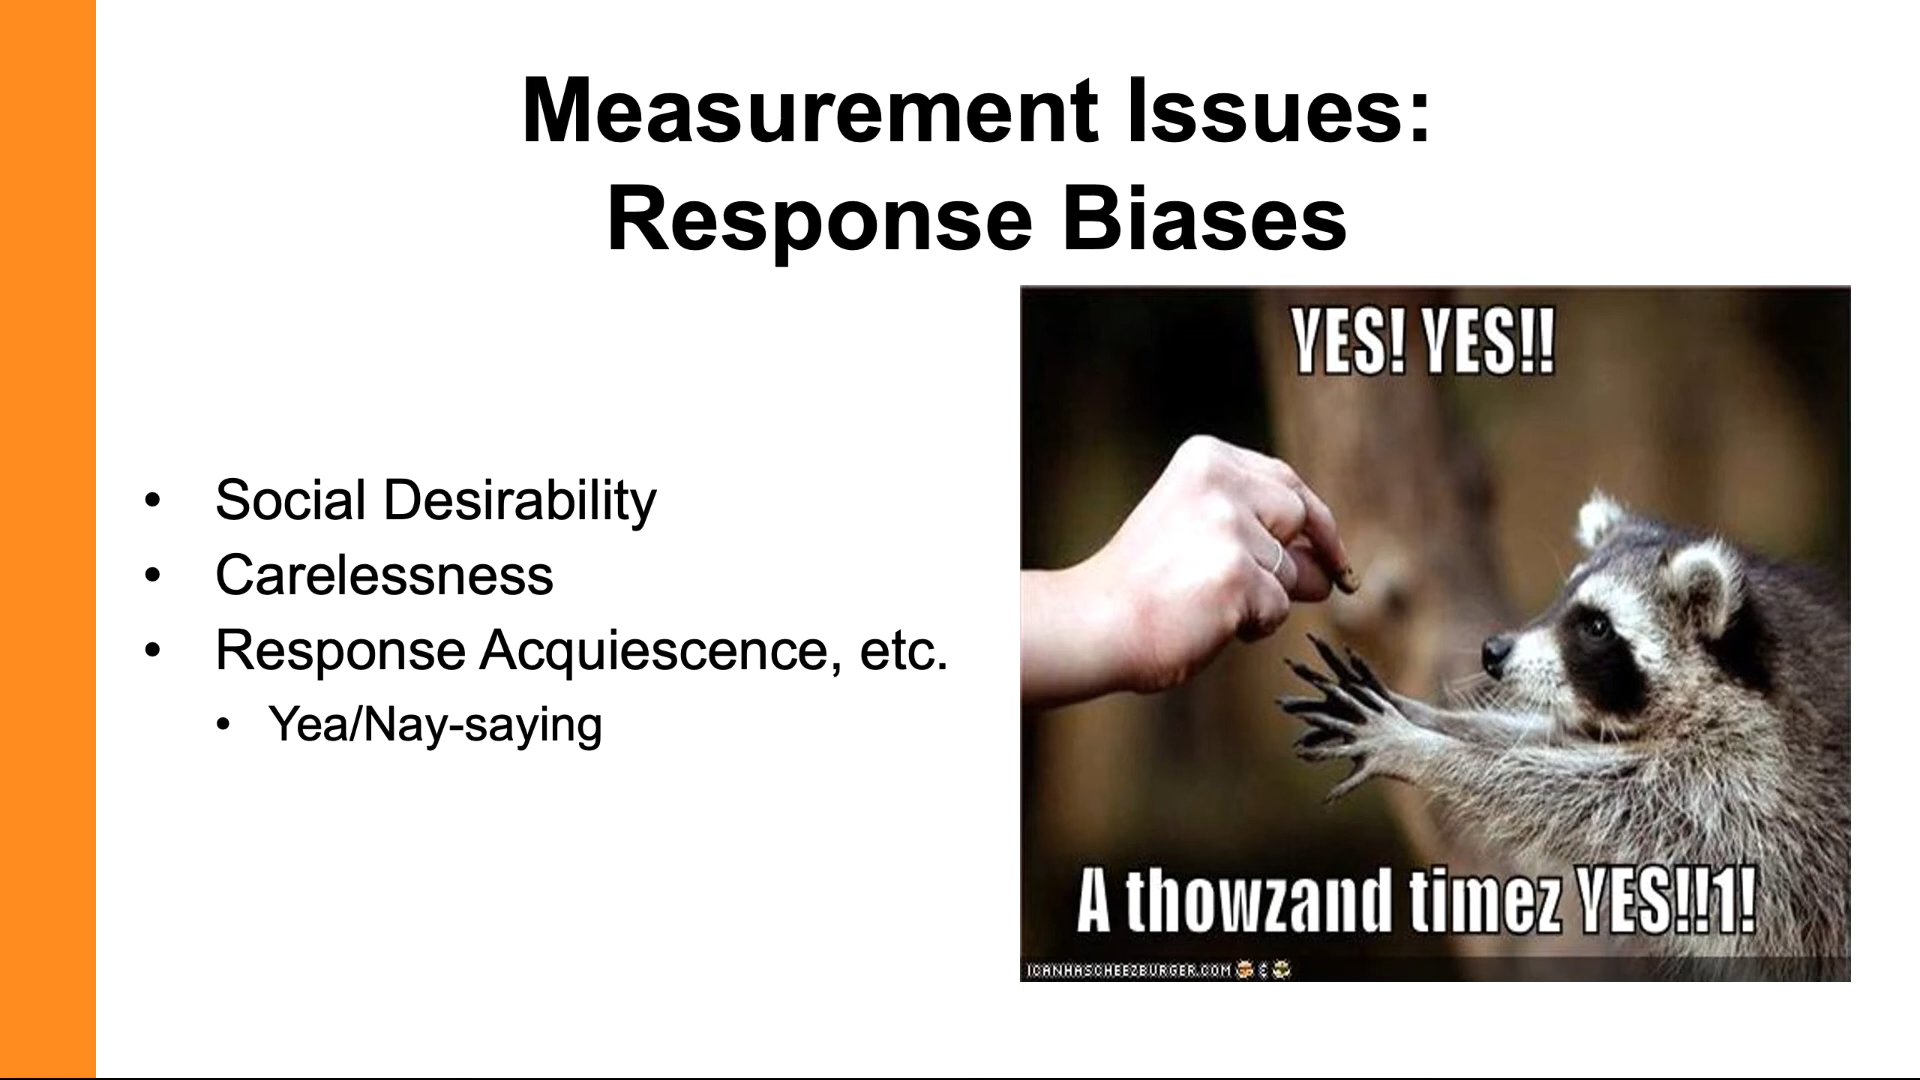 Measurement Issues:
Response Biases
• Social Desirability
• Carelessness
• Response Acquiescence, etc.
• Yea/Nay-saying
YES! YES!!
A thowzand timez YES!!1!
ICANHASCHEEZBURGER.COM